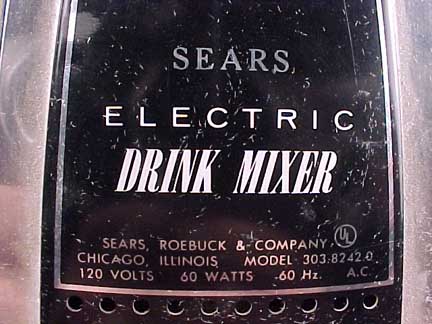 SEARS
ELECTRIC
DRINK MIXER
SEARS, ROEBUCK & COMPANY UL
CHICAGO, ILLINOIS MODEL 303.8242 0
120 VOLTS 60 WATTS 60 Hz. A.C.